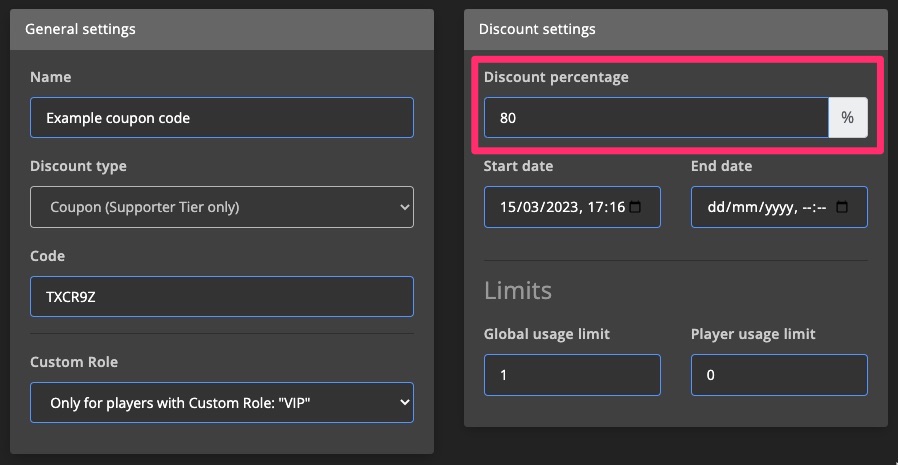 General settings
Name
Example coupon code
Discount type
Coupon (Supporter Tier only)
Code
TXCR9Z
Custom Role
Only for players with Custom Role: "VIP"
Discount settings
Discount percentage
80 %
Start date End date
15/03/2023, 17:16 dd/mm/yyyy, --:--
Limits
Global usage limit Player usage limit
1 0